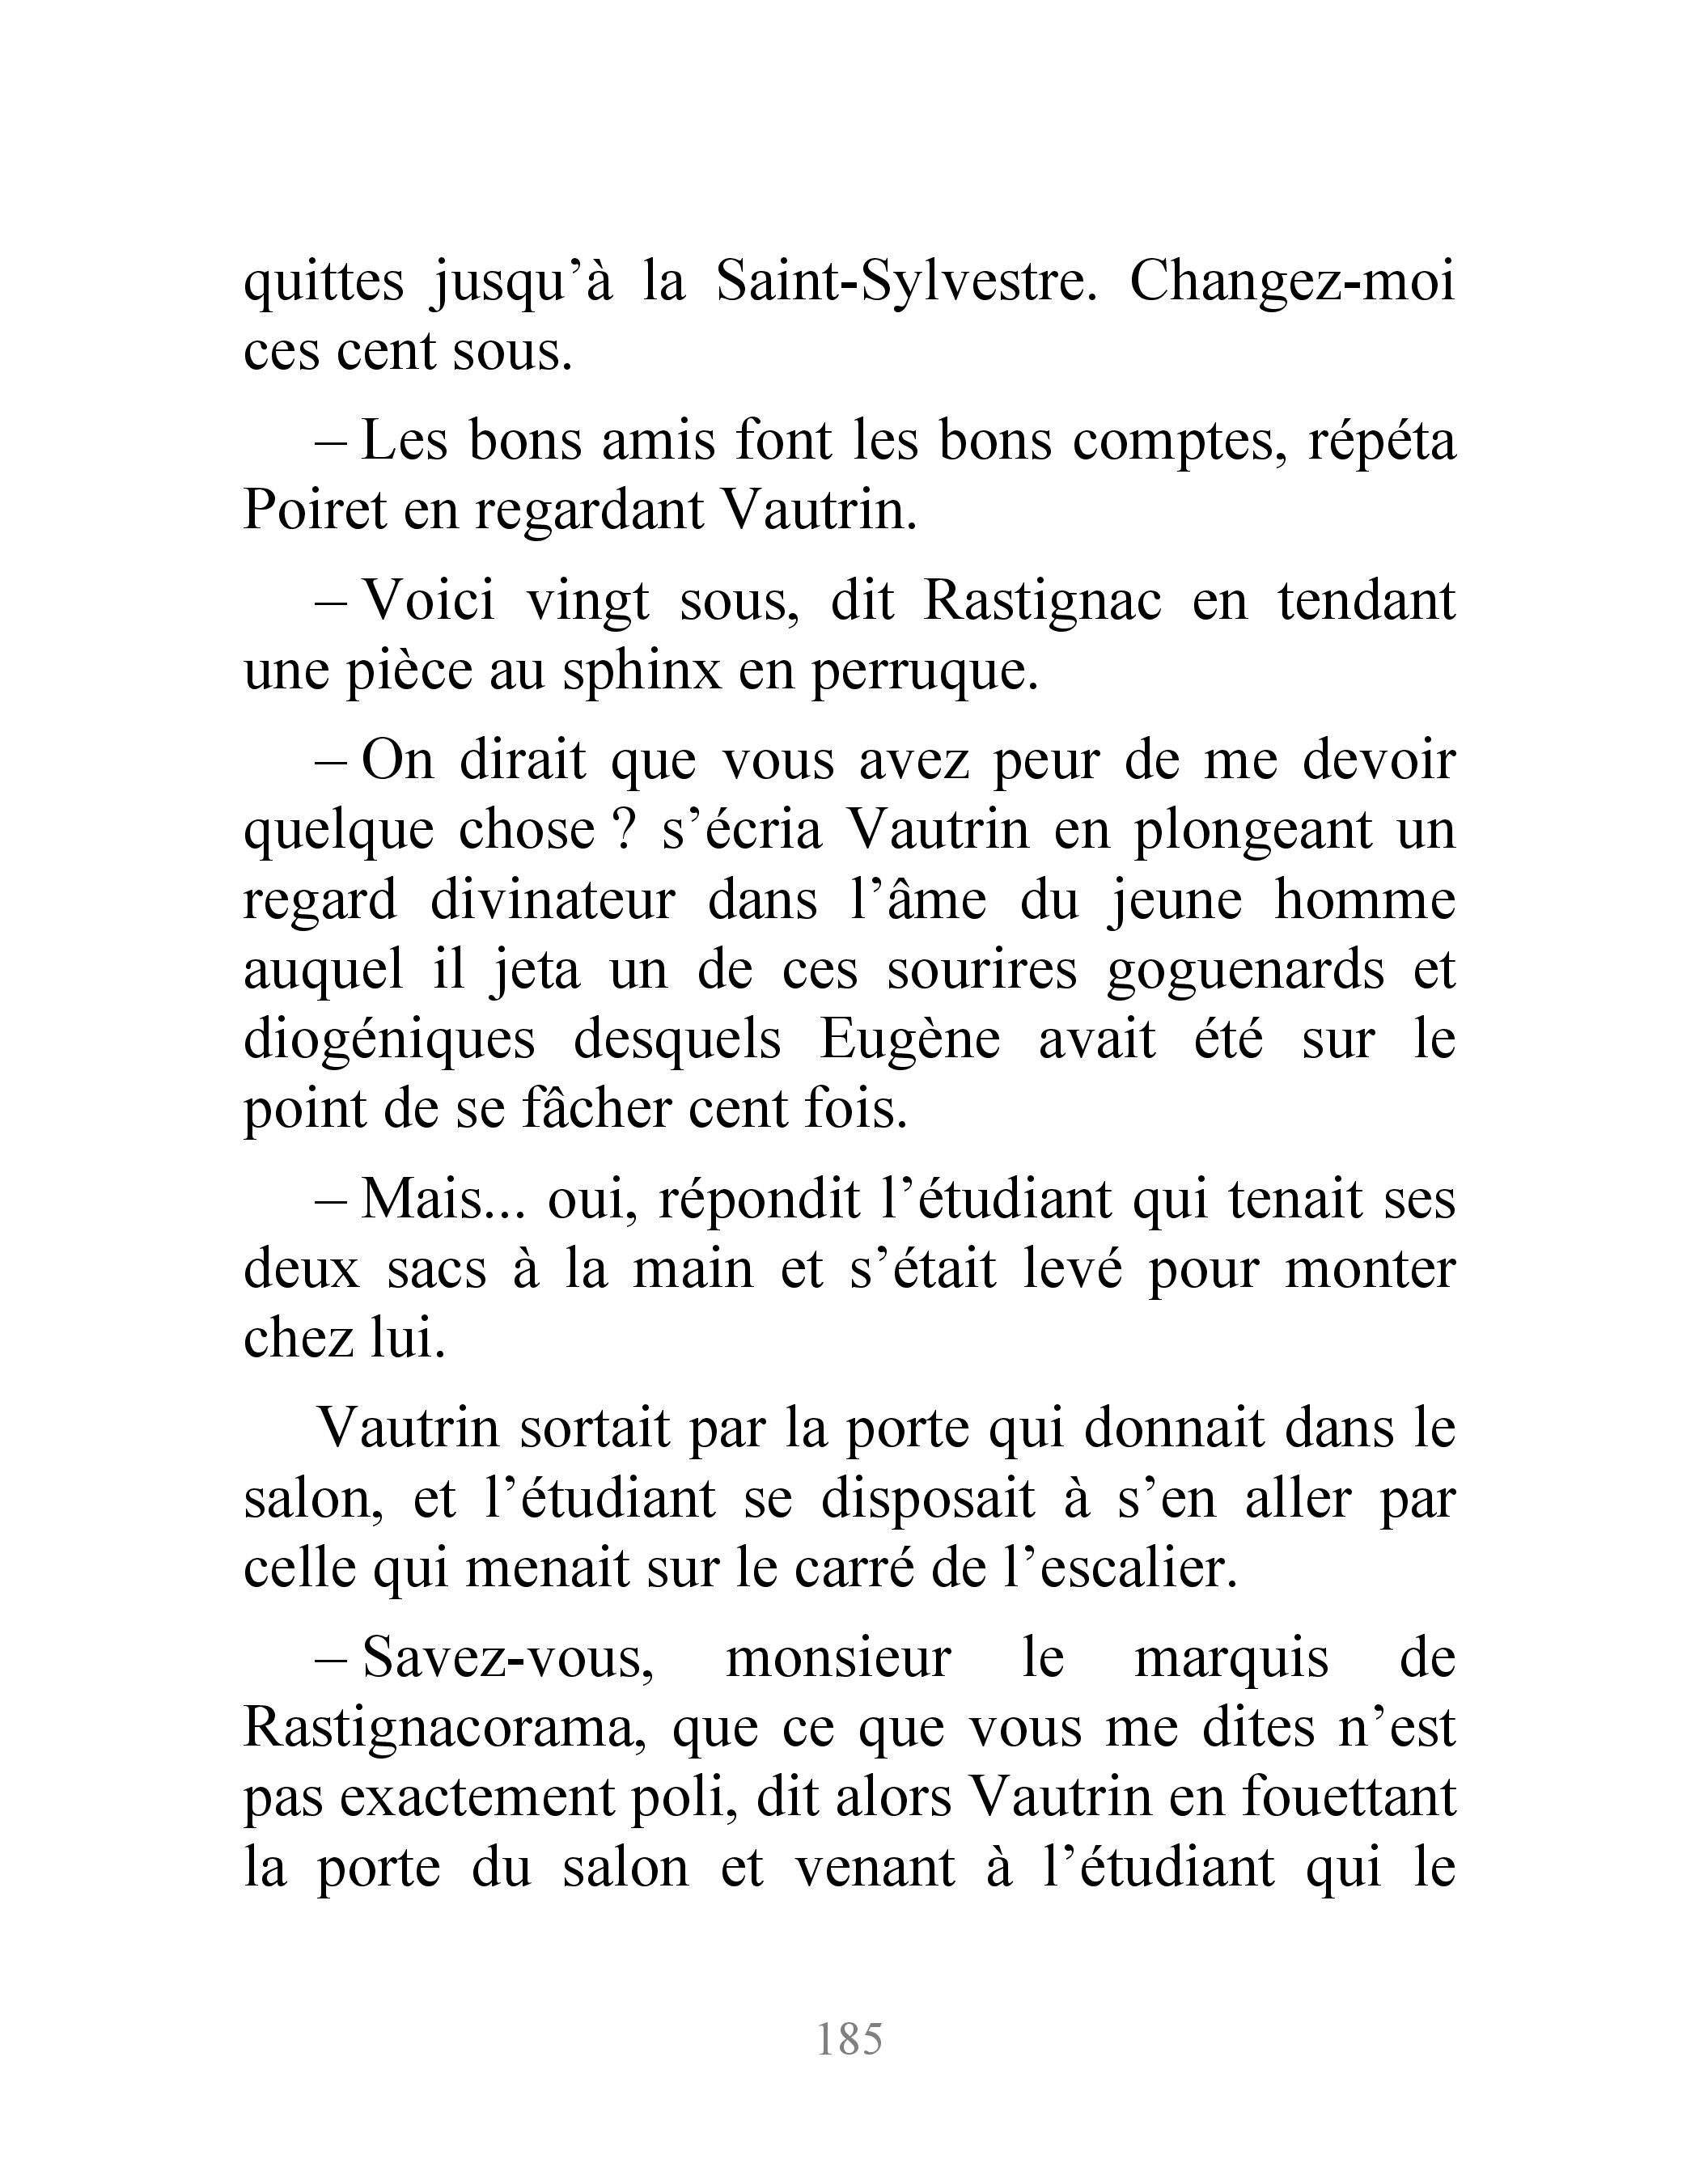 quittes jusqu’à la Saint-Sylvestre. Changez-moi
ces cent sous.
– Les bons amis font les bons comptes, répéta
Poiret en regardant Vautrin.
– Voici vingt sous, dit Rastignac en tendant
une pièce au sphinx en perruque.
– On dirait que vous avez peur de me devoir
quelque chose ? s’écria Vautrin en plongeant un
regard divinateur dans l’âme du jeune homme
auquel il jeta un de ces sourires goguenards et
diogéniques desquels Eugène avait été sur le
point de se fâcher cent fois.
– Mais... oui, répondit l’étudiant qui tenait ses
deux sacs à la main et s’était levé pour monter
chez lui.
Vautrin sortait par la porte qui donnait dans le
salon, et l’étudiant se disposait à s’en aller par
celle qui menait sur le carré de l’escalier.
– Savez-vous, monsieur le marquis de
Rastignacorama, que ce que vous me dites n’est
pas exactement poli, dit alors Vautrin en fouettant
la porte du salon et venant à l’étudiant qui le
185